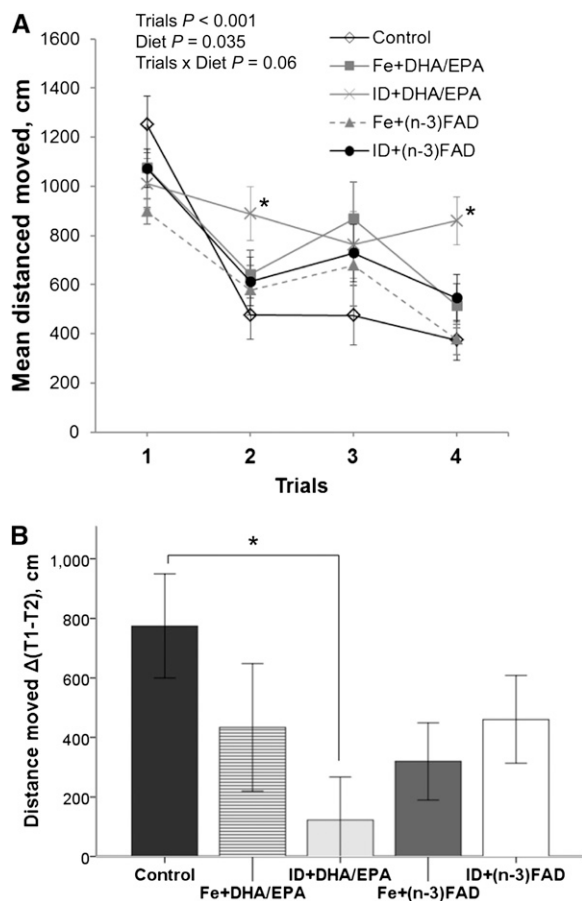 A
Trials P < 0.001
Diet P = 0.035
Trials x Diet P = 0.06
Control
Fe+DHA/EPA
ID+DHA/EPA
Fe+(n-3)FAD
ID+(n-3)FAD
Mean distanced moved, cm
1600
1400
1200
1000
800
600
400
200
0
*
*
1 2 3 4
Trials
B
Distance moved Δ(T1-T2), cm
1,000
800
600
400
200
0
*
Control ID+DHA/EPA ID+(n-3)FAD
Fe+DHA/EPA Fe+(n-3)FAD